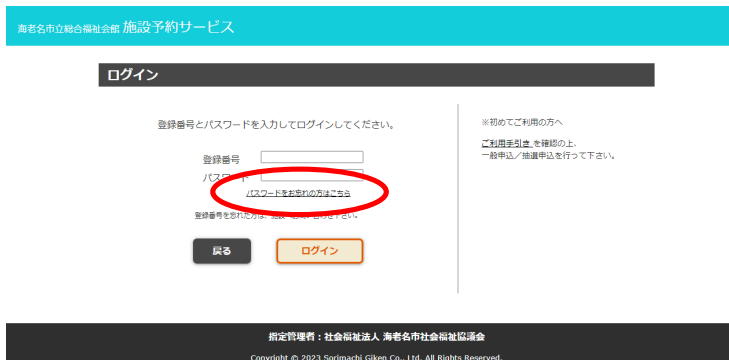 海老名市立総合福祉会館 施設予約サービス
ログイン
登録番号とパスワードを入力してログインしてください。
登録番号
パスワード
パスワードをお忘れの方はこちら
登録番号を忘れた方は、施設
戻る
ログイン
※初めてご利用の方へ
ご利用手引き を確認の上、
一般申込/抽選申込を行って下さい。
指定管理者:社会福祉法人 海老名市社会福祉協議会
Copyright © 2023 Sorimachi Giken Co., Ltd. All Rights Reserved.